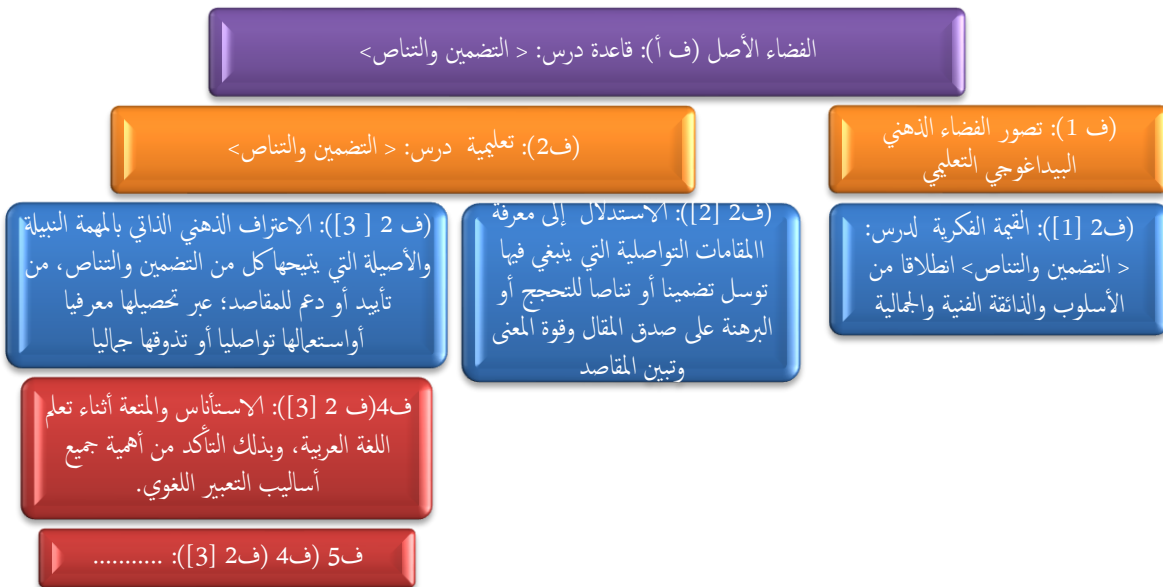 الفضاء الأصل (ف أ): قاعدة درس: < التضمين والتناص>
(ف 1): تصور الفضاء الذهني
البيداغوجي التعليمي
(ف2): تعليمية درس: < التضمين والتناص>
(ف2 [1]): القيمة الفكرية لدرس:
< التضمين والتناص> انطلاقا من
الأسلوب والذائقة الفنية والجمالية
(ف2 [2]): الاستدلال إلى معرفة
االمقامات التواصلية التي ينبغي فيها
توسل تضمينا أو تناصا للتحجج أو
البرهنة على صدق المقال وقوة المعنى
وتبين المقاصد
(ف 2 [ 3]): الاعتراف الذهني الذاتي بالمهمة النبيلة
والأصيلة التي يتيحها كل من التضمين والتناص، من
تأييد أو دعم للمقاصد؛ عبر تحصيلها معرفيا
أواستعمالها تواصليا أو تذوقها جماليا
ف4(ف 2 [3]): الاستأناس والمتعة أثناء تعلم
اللغة العربية، وبذلك التأكد من أهمية جميع
أساليب التعبير اللغوي.
ف5 (ف4 (ف2 [3]): ...........